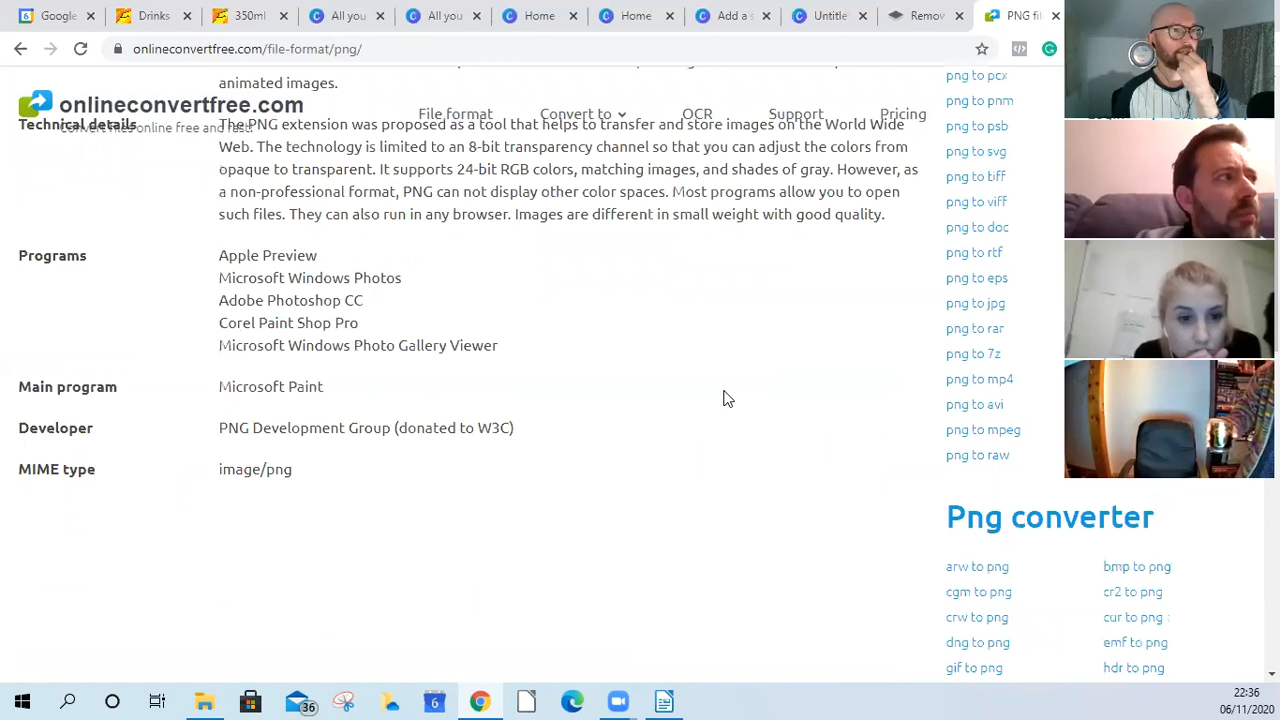 Google
Drinks
350ml
All you
All you
Home
Home
Add a s
Untitle
Remov
PNG fil
onlineconvertfree.com/file-format/png/
animated images.
onlineconvertfree.com
Convert files online free and fast
File format
Convert to
OCR
Support
Pricing
Technical details
The PNG extension was proposed as a tool that helps to transfer and store images on the World Wide
Web. The technology is limited to an 8-bit transparency channel so that you can adjust the colors from
opaque to transparent. It supports 24-bit RGB colors, matching images, and shades of gray. However, as
a non-professional format, PNG can not display other color spaces. Most programs allow you to open
such files. They can also run in any browser. Images are different in small weight with good quality.
Programs
Apple Preview
Microsoft Windows Photos
Adobe Photoshop CC
Corel Paint Shop Pro
Microsoft Windows Photo Gallery Viewer
Main program
Microsoft Paint
Developer
PNG Development Group (donated to W3C)
MIME type
image/png
png to pcx
png to pnm
png to psb
png to svg
png to tiff
png to viff
png to doc
png to rtf
png to eps
png to jpg
png to rar
png to 7z
png to mp4
png to avi
png to mpeg
png to raw
Png converter
arw to png
bmp to png
cgm to png
cr2 to png
crw to png
cur to png
dng to png
emf to png
gif to png
hdr to png
36
6
22:36
06/11/2020